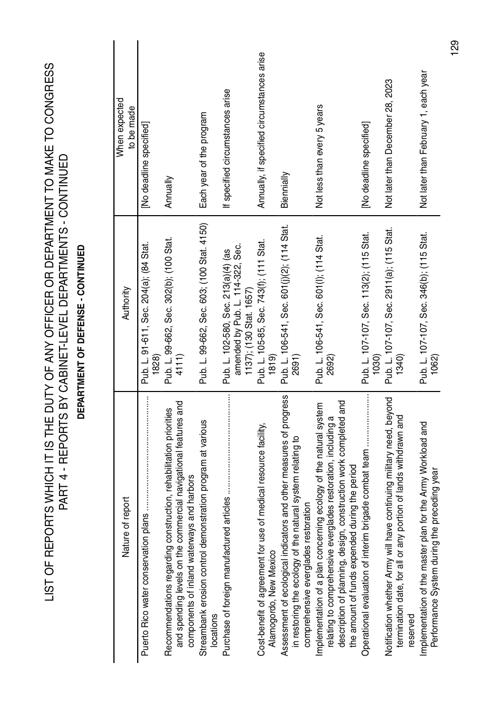 LIST OF REPORTS WHICH IT IS THE DUTY OF ANY OFFICER OR DEPARTMENT TO MAKE TO CONGRESS
PART 4 - REPORTS BY CABINET-LEVEL DEPARTMENTS - CONTINUED
DEPARTMENT OF DEFENSE - CONTINUED
Nature of report Authority When expected
to be made
Puerto Rico water conservation plans Pub. L. 91-611, Sec. 204(a); (84 Stat. [No deadline specified]
1828)
Recommendations regarding construction, rehabilitation priorities Pub. L. 99-662, Sec. 302(b); (100 Stat. Annually
and spending levels on the commercial navigational features and 4111)
components of inland waterways and harbors
Streambank erosion control demonstration program at various Pub. L. 99-662, Sec. 603; (100 Stat. 4150) Each year of the program
locations
Purchase of foreign manufactured articles Pub. L. 102-580, Sec. 213(a)(4) (as If specified circumstances arise
amended by Pub. L. 114-322, Sec.
1137); (130 Stat. 1657)
Cost-benefit of agreement for use of medical resource facility, Pub. L. 105-85, Sec. 743(f); (111 Stat. Annually, if specified circumstances arise
Alamogordo, New Mexico 1819)
Assessment of ecological indicators and other measures of progress Pub. L. 106-541, Sec. 601(j)(2); (114 Stat. Biennially
in restoring the ecology of the natural system relating to 2691)
comprehensive everglades restoration
Implementation of a plan concerning ecology of the natural system Pub. L. 106-541, Sec. 601(l); (114 Stat. Not less than every 5 years
relating to comprehensive everglades restoration, including a 2692)
description of planning, design, construction work completed and
the amount of funds expended during the period
Operational evaluation of interim brigade combat team Pub. L. 107-107, Sec. 113(2); (115 Stat. [No deadline specified]
1030)
Notification whether Army will have continuing military need, beyond Pub. L. 107-107, Sec. 2911(a); (115 Stat. Not later than December 28, 2023
termination date, for all or any portion of lands withdrawn and 1340)
reserved
Implementation of the master plan for the Army Workload and Pub. L. 107-107, Sec. 346(b); (115 Stat. Not later than February 1, each year
Performance System during the preceding year 1062)
129